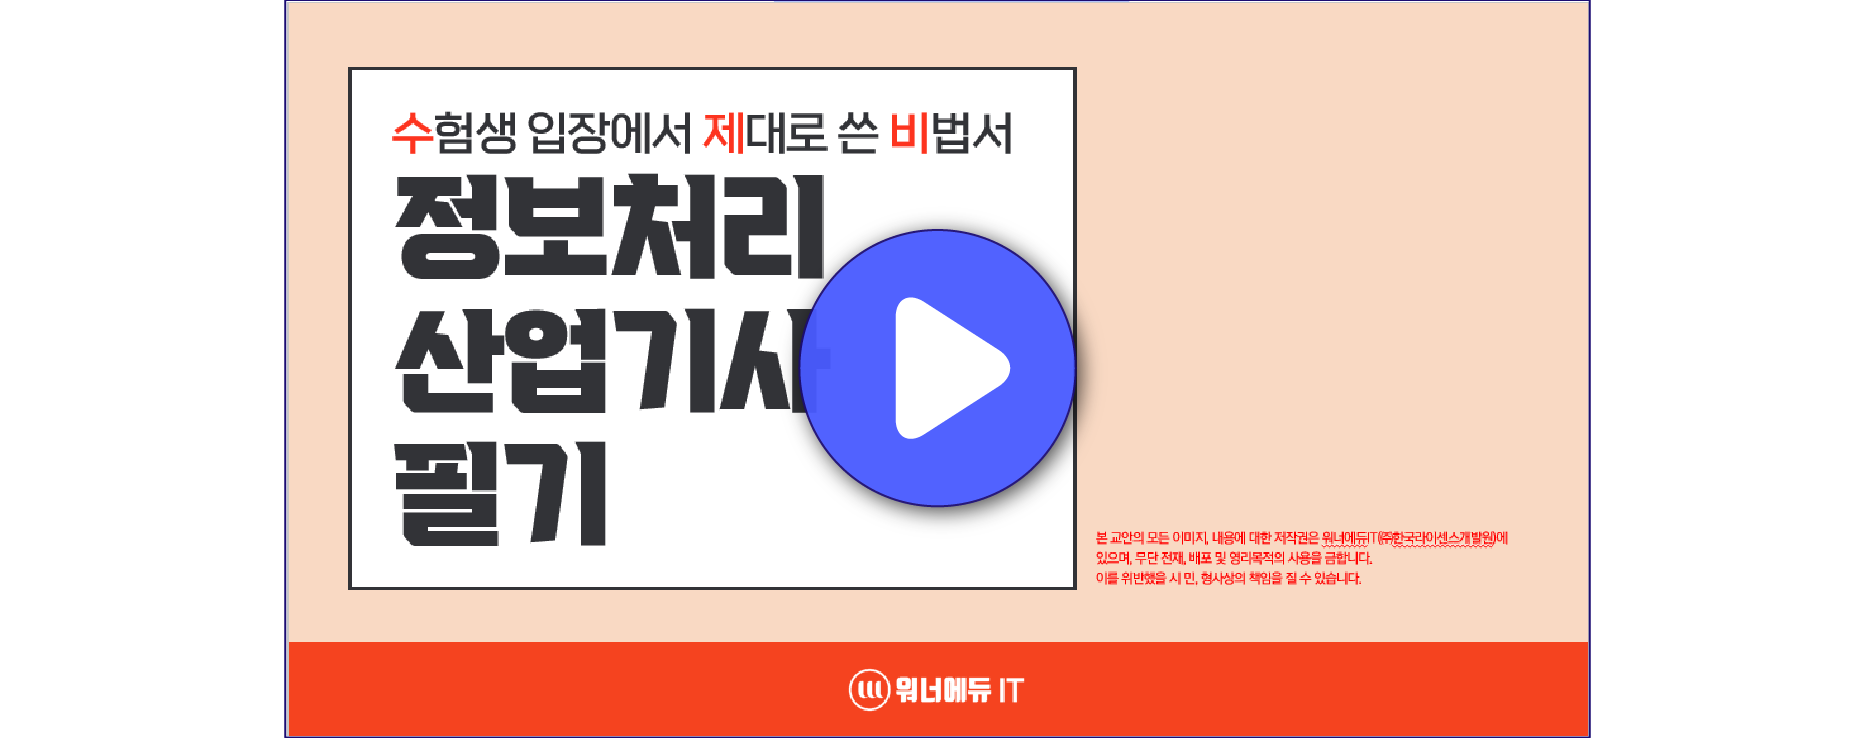 수험생 입장에서 제대로 쓴 비법서
정보처리
산업기사
필기
본 교안의 모든 이미지, 내용에 대한 저작권은 워너에듀IT(㈜한국라이센스개발원)에
있으며, 무단 전재, 배포 및 영리목적의 사용을 금합니다.
이를 위반했을 시 민, 형사상의 책임을 질 수 있습니다.
워너에듀 IT